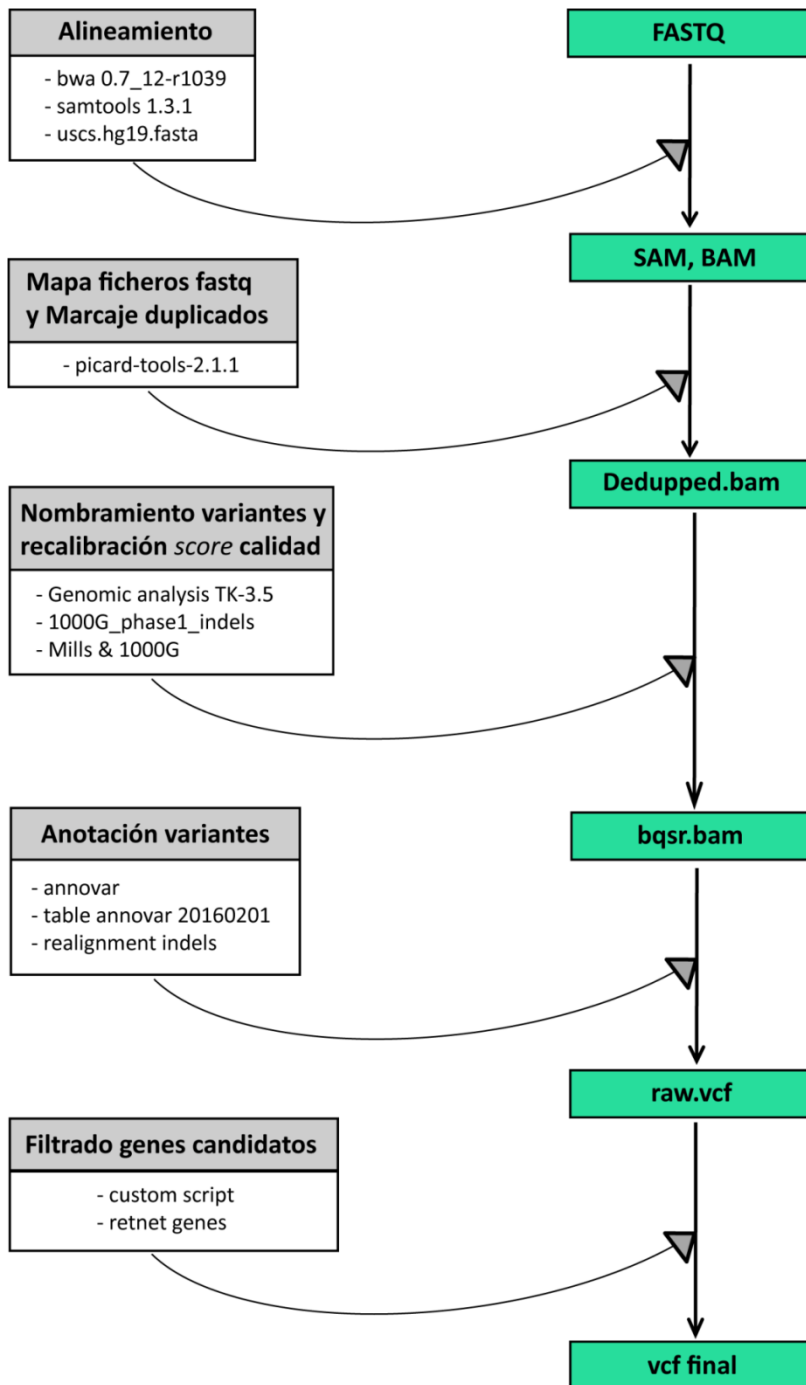 Alineamiento
- bwa 0.7_12-r1039
- samtools 1.3.1
- uscs.hg19.fasta
FASTQ
SAM, BAM
Mapa ficheros fastq
y Marcaje duplicados
- picard-tools-2.1.1
Dedupped.bam
Nombramiento variantes y
recalibración score calidad
- Genomic analysis TK-3.5
- 1000G_phase1_indels
- Mills & 1000G
bqsr.bam
Anotación variantes
- annovar
- table annovar 20160201
- realignment indels
raw.vcf
Filtrado genes candidatos
- custom script
- retnet genes
vcf final